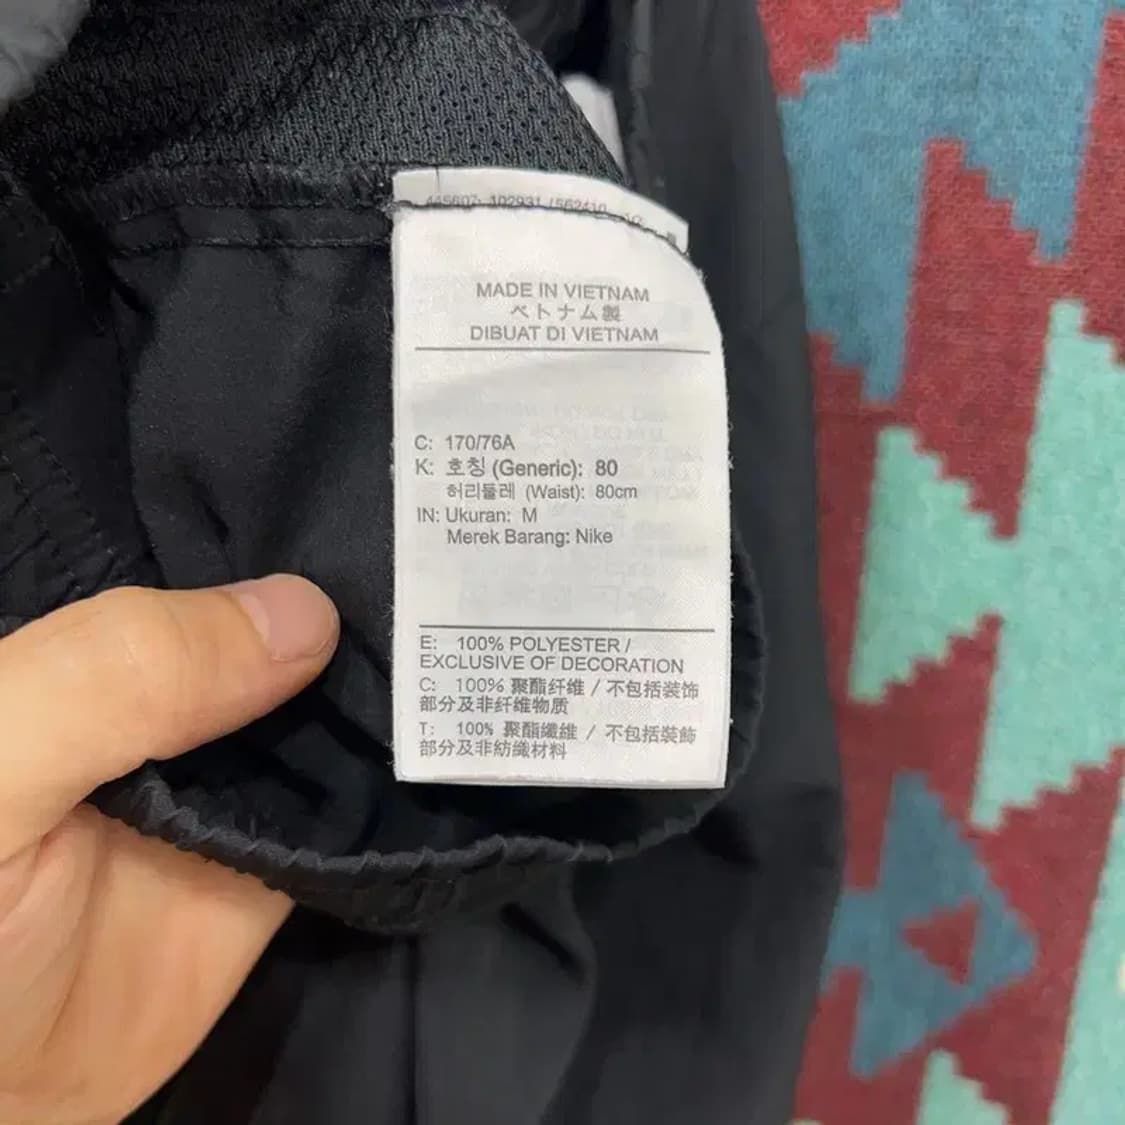 MADE IN VIETNAM
ベトナム製
DIBUAT DI VIETNAM
C: 170/76A
K: 호칭 (Generic): 80
허리둘레 (Waist): 80cm
IN: Ukuran: M
Merek Barang: Nike
E: 100% POLYESTER /
EXCLUSIVE OF DECORATION
C: 100% 聚酯纤维 / 不包括装饰
部分及非纤维物质
T: 100% 聚酯纖維 / 不包括裝飾
部分及非紡織材料